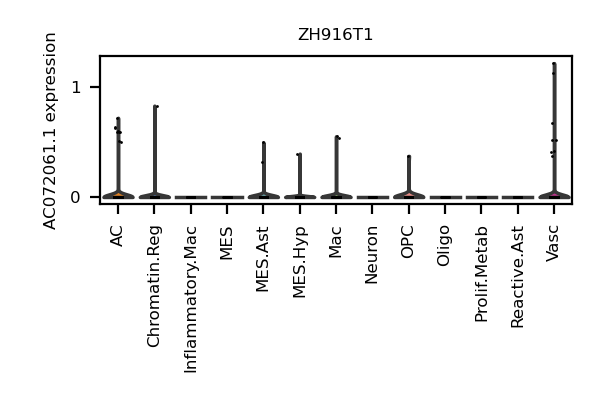 ZH916T1
AC072061.1 expression
1
0
AC
Chromatin.Reg
Inflammatory.Mac
MES
MES.Ast
MES.Hyp
Mac
Neuron
OPC
Oligo
Prolif.Metab
Reactive.Ast
Vasc